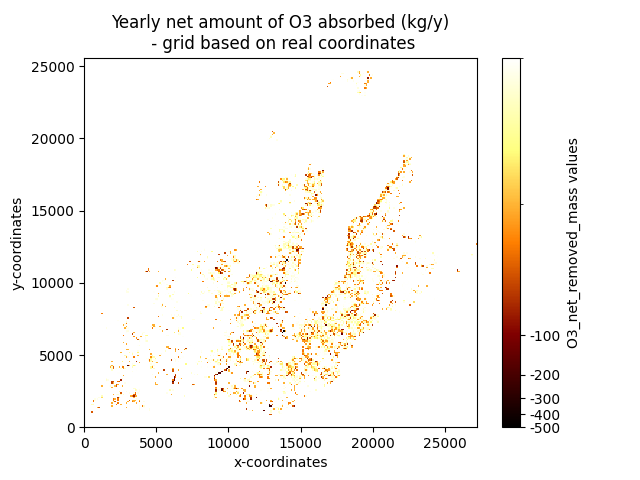 Yearly net amount of O3 absorbed (kg/y)
- grid based on real coordinates
25000
20000
15000
10000
5000
0
y-coordinates
0 5000 10000 15000 20000 25000
x-coordinates
-100
-200
-300
-400
-500
O3_net_removed_mass values